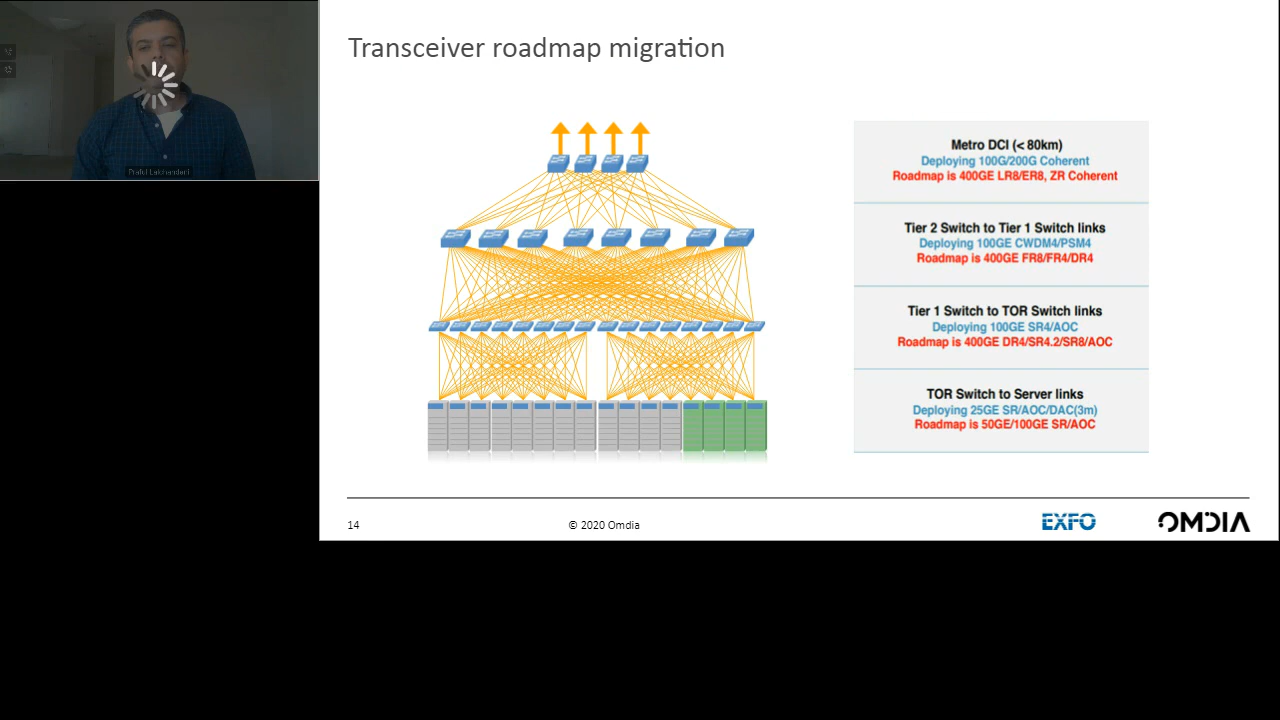 Transceiver roadmap migration
Praful Lakhandani
Metro DCI (< 80km)
Deploying 100G/200G Coherent
Roadmap is 400GE LR8/ER8, ZR Coherent
Tier 2 Switch to Tier 1 Switch links
Deploying 100GE CWDM4/PSM4
Roadmap is 400GE FR8/FR4/DR4
Tier 1 Switch to TOR Switch links
Deploying 100GE SR4/AOC
Roadmap is 400GE DR4/SR4.2/SR8/AOC
TOR Switch to Server links
Deploying 25GE SR/AOC/DAC(3m)
Roadmap is 50GE/100GE SR/AOC
14
© 2020 Omdia
EXFO
OMDIA